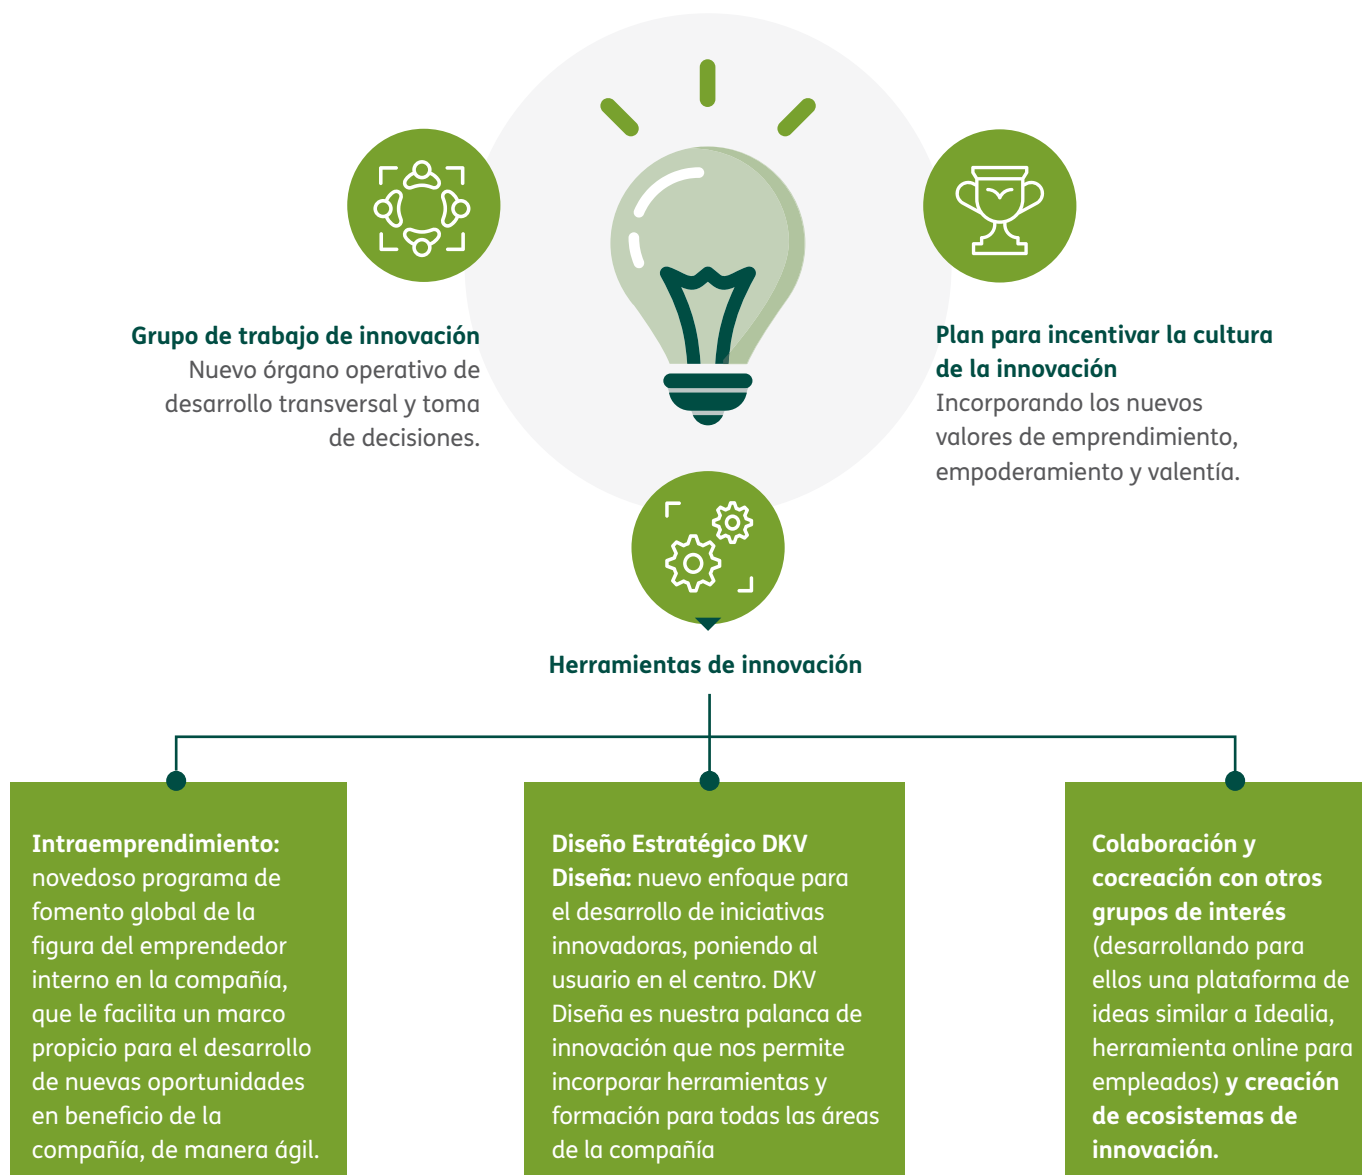 Grupo de trabajo de innovación
Nuevo órgano operativo de
desarrollo transversal y toma
de decisiones.
Plan para incentivar la cultura
de la innovación
Incorporando los nuevos
valores de emprendimiento,
empoderamiento y valentía.
Herramientas de innovación
Intraemprendimiento:
novedoso programa de
fomento global de la
figura del emprendedor
interno en la compañía,
que le facilita un marco
propicio para el desarrollo
de nuevas oportunidades
en beneficio de la
compañía, de manera ágil.
Diseño Estratégico DKV
Diseña: nuevo enfoque para
el desarrollo de iniciativas
innovadoras, poniendo al
usuario en el centro. DKV
Diseña es nuestra palanca de
innovación que nos permite
incorporar herramientas y
formación para todas las áreas
de la compañía
Colaboración y
cocreación con otros
grupos de interés
(desarrollando para
ellos una plataforma de
ideas similar a Idealia,
herramienta online para
empleados) y creación
de ecosistemas de
innovación.